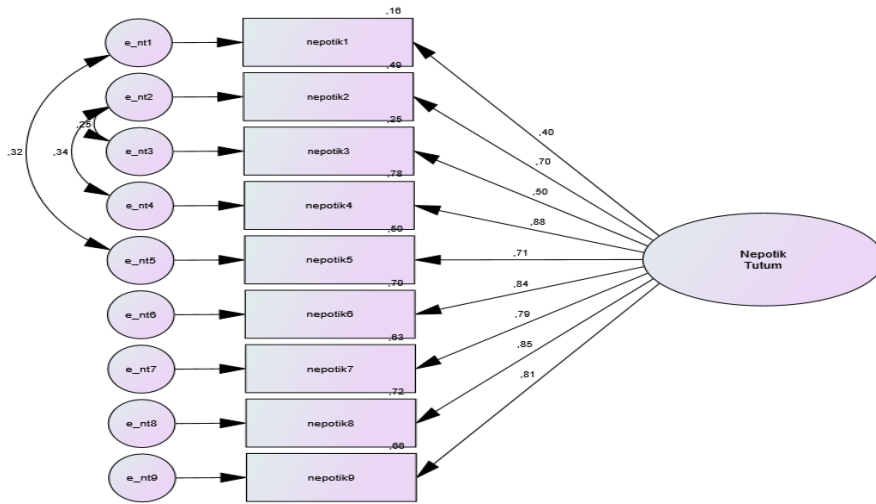 ,16
e_nt1
nepotik1
,49
e_nt2
nepotik2
,25
e_nt3
nepotik3
,78
e_nt4
nepotik4
,50
e_nt5
nepotik5
,70
e_nt6
nepotik6
,63
e_nt7
nepotik7
,72
e_nt8
nepotik8
e_nt9
nepotik9
,25
,32
,34
,40
,70
,50
,88
,71
,84
,79
,85
,81
Nepotik
Tutum